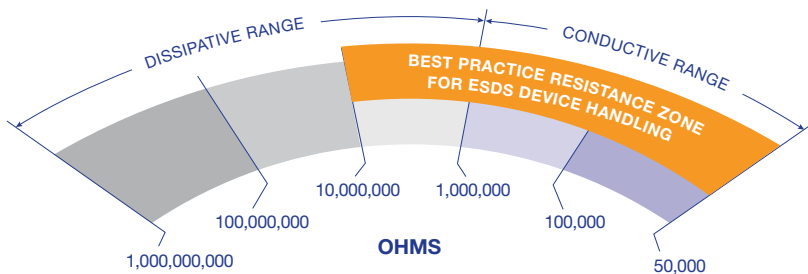 DISSIPATIVE RANGE
CONDUCTIVE RANGE
BEST PRACTICE RESISTANCE ZONE
FOR ESDS DEVICE HANDLING
1,000,000,000
100,000,000
10,000,000
1,000,000
100,000
50,000
OHMS